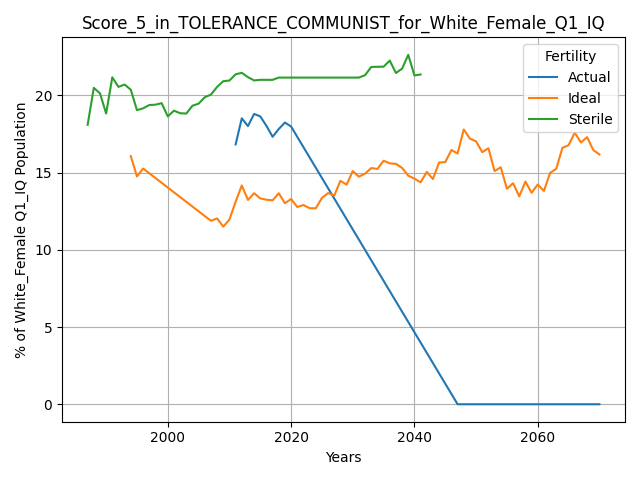 Score_5_in_TOLERANCE_COMMUNIST_for_White_Female_Q1_IQ
Fertility
Actual
Ideal
Sterile
% of White_Female Q1_IQ Population
20
15
10
5
0
2000 2020 2040 2060
Years